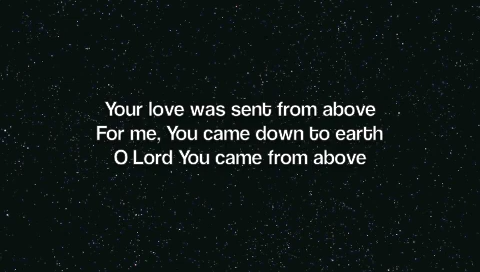 Your love was sent from above
For me, You came down to earth
O Lord You came from above